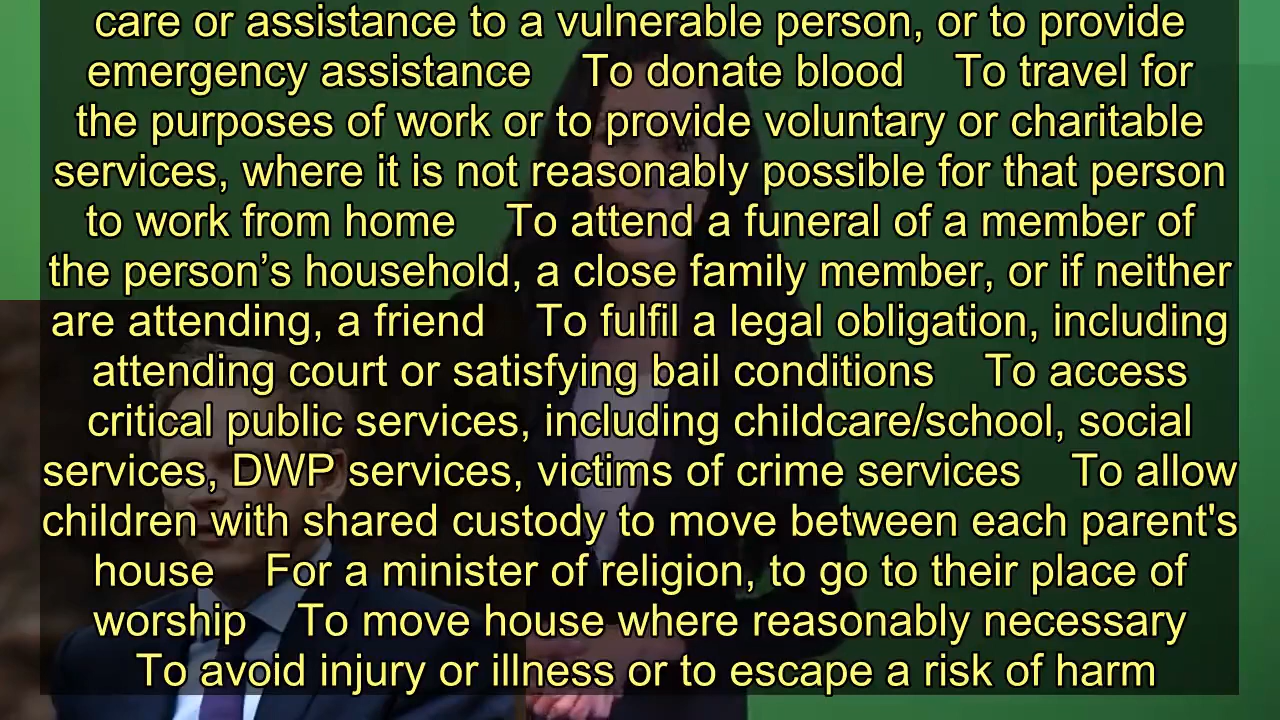 care or assistance to a vulnerable person, or to provide
emergency assistance    To donate blood    To travel for
the purposes of work or to provide voluntary or charitable
services, where it is not reasonably possible for that person
to work from home    To attend a funeral of a member of
the person’s household, a close family member, or if neither
are attending, a friend    To fulfil a legal obligation, including
attending court or satisfying bail conditions    To access
critical public services, including childcare/school, social
services, DWP services, victims of crime services    To allow
children with shared custody to move between each parent's
house    For a minister of religion, to go to their place of
worship    To move house where reasonably necessary
To avoid injury or illness or to escape a risk of harm